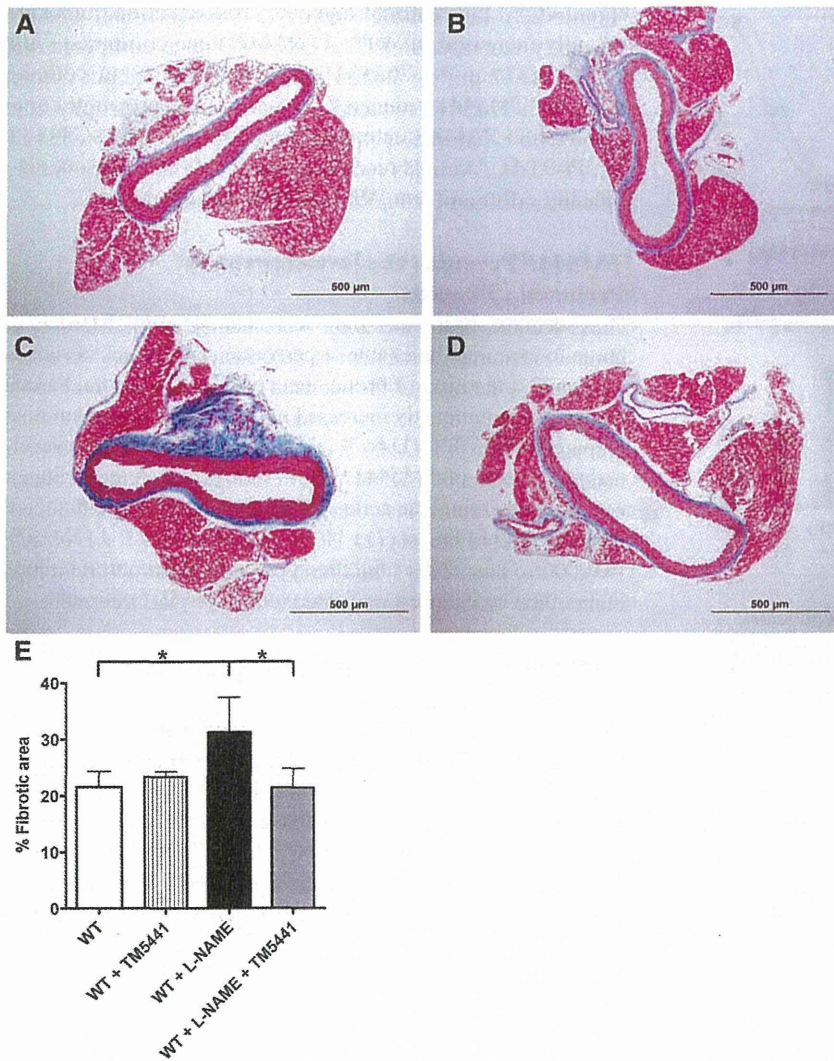 A
B
500 µm
500 µm
C
D
500 µm
500 µm
E
* *
40
30
20
10
0
% Fibrotic area
WT
WT + TM5441
WT + L-NAME
WT + L-NAME + TM5441